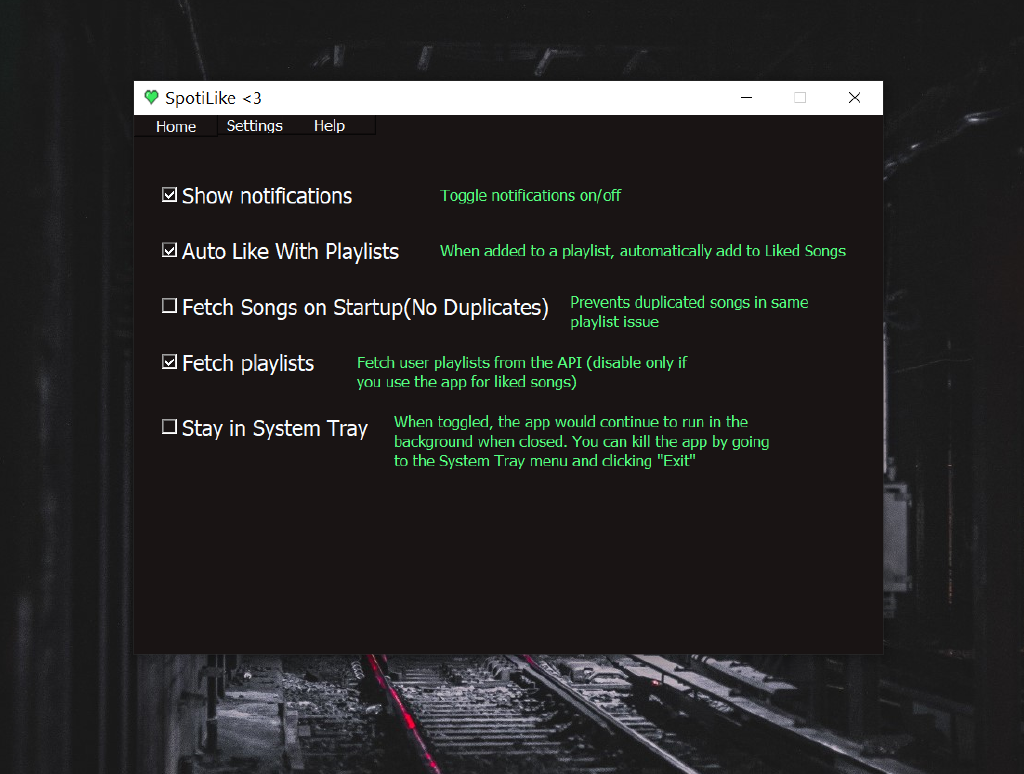 SpotiLike <3
Home Settings Help
Show notifications Toggle notifications on/off
Auto Like With Playlists When added to a playlist, automatically add to Liked Songs
Fetch Songs on Startup(No Duplicates) Prevents duplicated songs in same
playlist issue
Fetch playlists Fetch user playlists from the API (disable only if
you use the app for liked songs)
Stay in System Tray When toggled, the app would continue to run in the
background when closed. You can kill the app by going
to the System Tray menu and clicking "Exit"